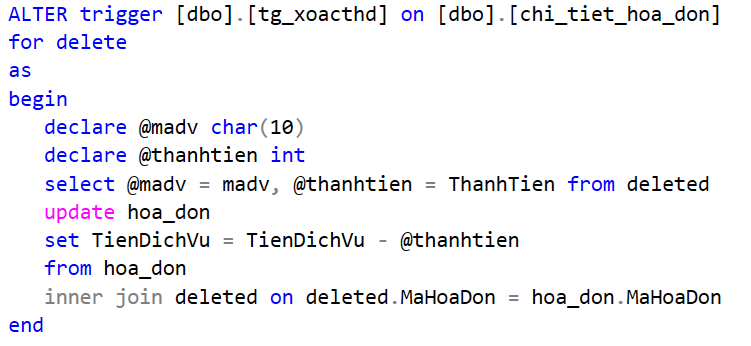 ALTER trigger [dbo].[tg_xoacthd] on [dbo].[chi_tiet_hoa_don]
for delete
as
begin
declare @madv char(10)
declare @thanhtien int
select @madv = madv, @thanhtien = ThanhTien from deleted
update hoa_don
set TienDichVu = TienDichVu - @thanhtien
from hoa_don
inner join deleted on deleted.MaHoaDon = hoa_don.MaHoaDon
end